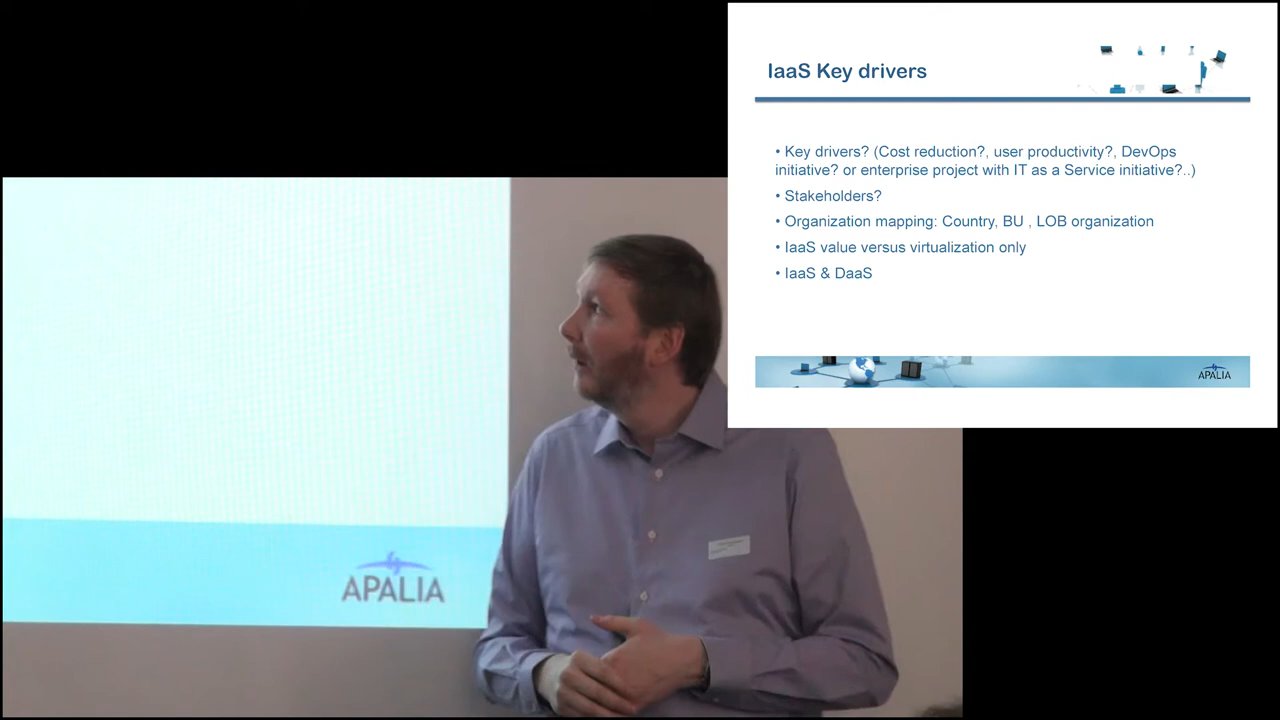 IaaS Key drivers
• Key drivers? (Cost reduction?, user productivity?, DevOps
initiative? or enterprise project with IT as a Service initiative?..)
• Stakeholders?
• Organization mapping: Country, BU , LOB organization
• IaaS value versus virtualization only
• IaaS & DaaS
APALIA
APALIA